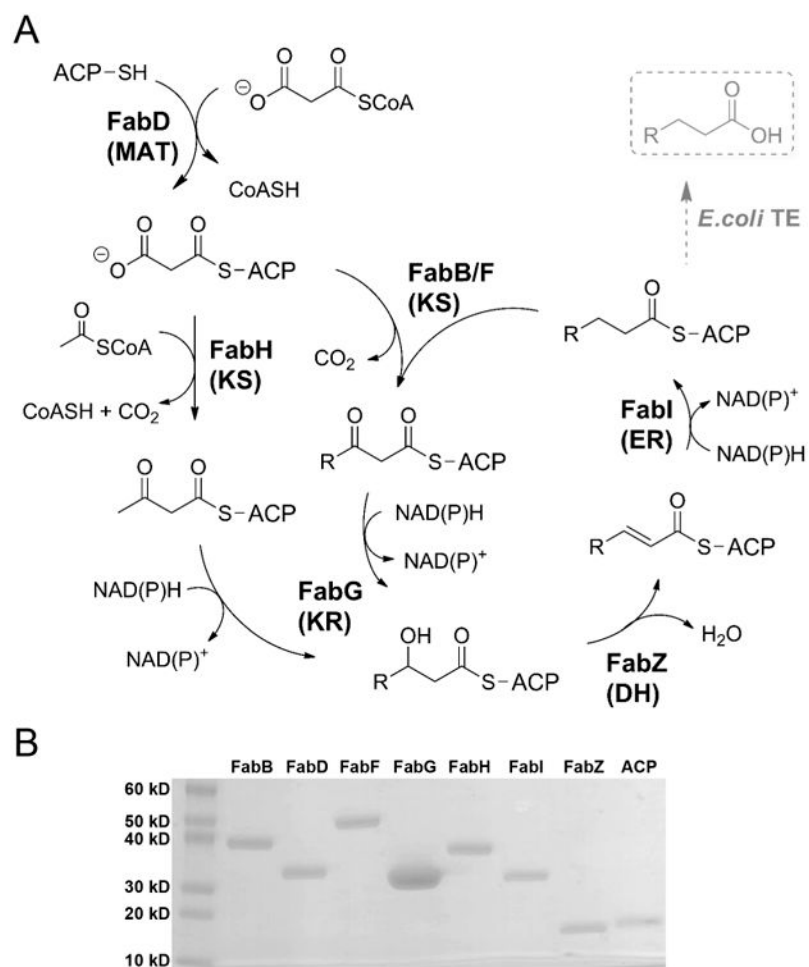 A
ACP-SH
O
O
⊖O
SCoA
FabD
(MAT)
CoASH
O
R
OH
E.coli TE
O
O
⊖O
S-ACP
FabB/F
(KS)
O
R
S-ACP
O
SCoA
FabH
(KS)
CO2
CoASH + CO2
FabI
(ER)
NAD(P)+
NAD(P)H
O
O
R
S-ACP
O
O
S-ACP
NAD(P)H
NAD(P)+
O
R
S-ACP
NAD(P)H
FabG
(KR)
NAD(P)+
OH
O
R
S-ACP
H2O
FabZ
(DH)
B
FabB FabD FabF FabG FabH FabI FabZ ACP
60 kD
50 kD
40 kD
30 kD
20 kD
10 kD